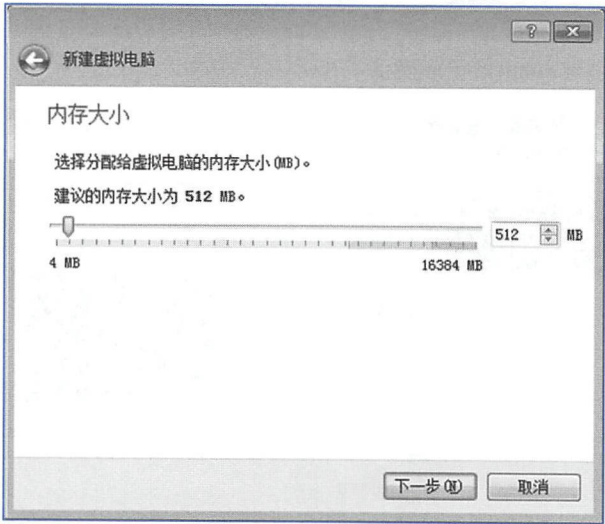 新建虚拟电脑
内存大小
选择分配给虚拟电脑的内存大小(MB)。
建议的内存大小为 512 MB。
512 MB
4 MB
16384 MB
下一步(N)
取消